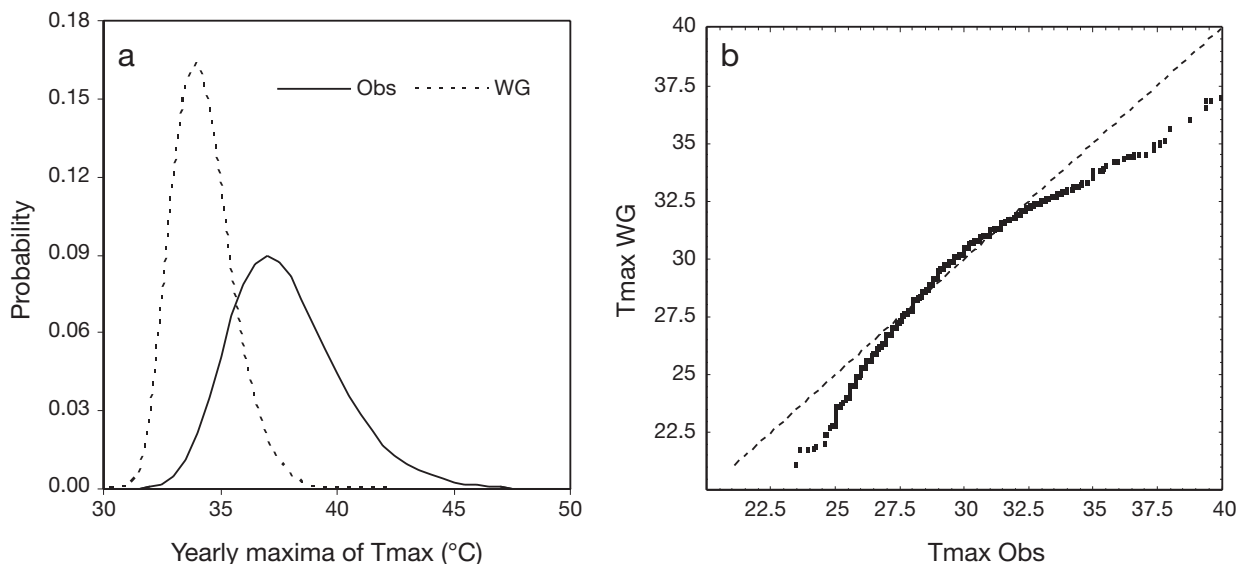 a
Obs WG
Probability
0.18
0.15
0.12
0.09
0.06
0.03
0.00
30 35 40 45 50
Yearly maxima of Tmax (°C)
b
Tmax WG
40
37.5
35
32.5
30
27.5
25
22.5
22.5 25 27.5 30 32.5 35 37.5 40
Tmax Obs